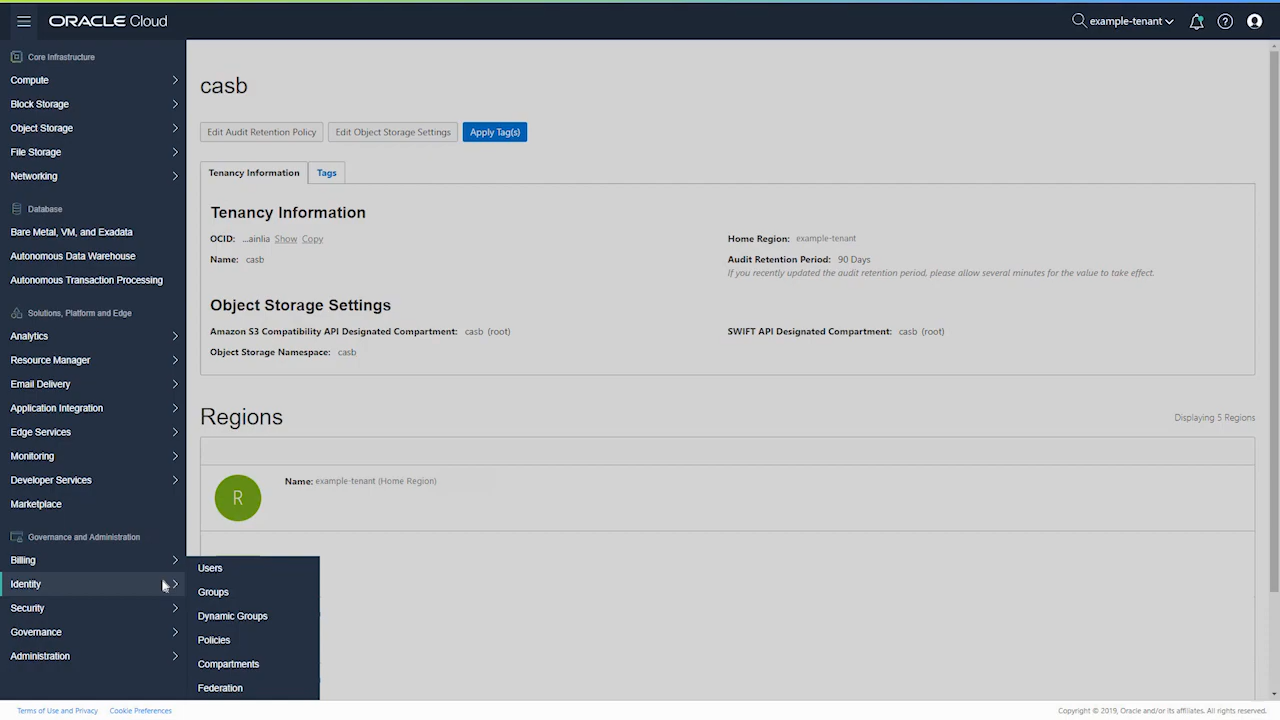 ORACLE Cloud
example-tenant
Core Infrastructure
Compute
Block Storage
Object Storage
File Storage
Networking
Database
Bare Metal, VM, and Exadata
Autonomous Data Warehouse
Autonomous Transaction Processing
Solutions, Platform and Edge
Analytics
Resource Manager
Email Delivery
Application Integration
Edge Services
Monitoring
Developer Services
Marketplace
Governance and Administration
Billing
Identity
Security
Governance
Administration
Users
Groups
Dynamic Groups
Policies
Compartments
Federation
casb
Edit Audit Retention Policy Edit Object Storage Settings Apply Tag(s)
Tenancy Information Tags
Tenancy Information
OCID: ...ainlia Show Copy
Name: casb
Home Region: example-tenant
Audit Retention Period: 90 Days
If you recently updated the audit retention period, please allow several minutes for the value to take effect.
Object Storage Settings
Amazon S3 Compatibility API Designated Compartment: casb (root)
SWIFT API Designated Compartment: casb (root)
Object Storage Namespace: casb
Regions
Displaying 5 Regions
R
Name: example-tenant (Home Region)
Terms of Use and Privacy Cookie Preferences
Copyright © 2019, Oracle and/or its affiliates. All rights reserved.